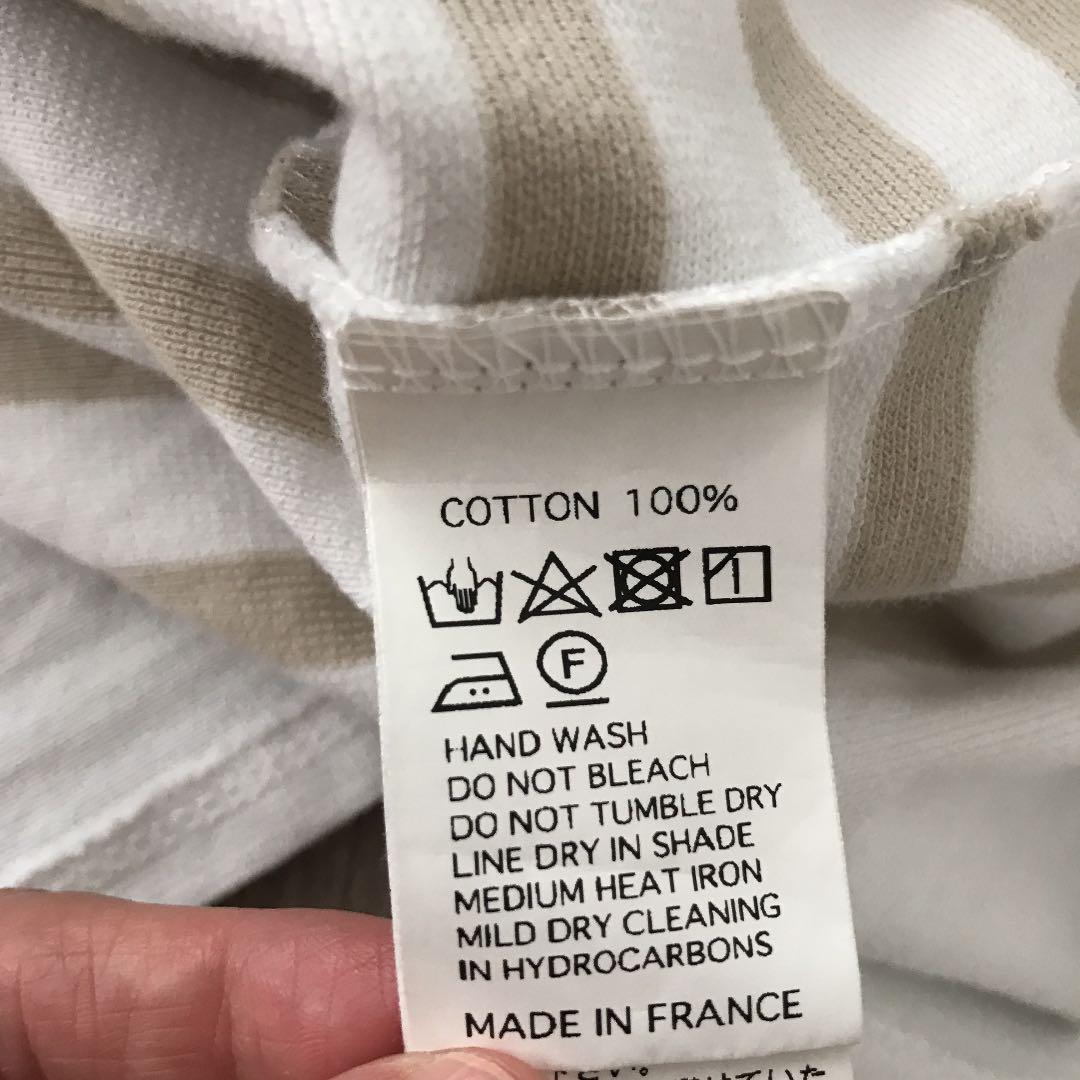 COTTON 100%
F
HAND WASH
DO NOT BLEACH
DO NOT TUMBLE DRY
LINE DRY IN SHADE
MEDIUM HEAT IRON
MILD DRY CLEANING
IN HYDROCARBONS
MADE IN FRANCE